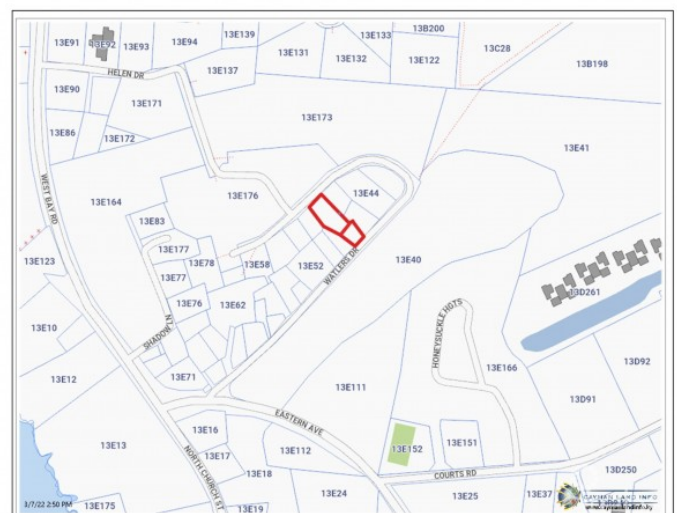 13B200
13E139
13E133
13E91
13E92
13E93
13E94
13C28
13E131
13E132
13E122
13B198
13E137
HELEN DR
13E90
13E171
13E173
13E86
13E172
13E41
WEST BAY RD
13E164
13E176
13E44
13E83
13E177
13E78
13E58
13E52
WATLERS DR
13E40
13E123
13E77
13D261
13E76
13E62
HONEYSUCKLE HGTS
13E10
SHADOW LN
13E12
13E71
13E166
13D92
13E111
13D91
EASTERN AVE
13E16
13E13
13E17
13E112
13E152
13E151
NORTH CHURCH ST
13E18
COURTS RD
13D250
13E24
13E25
13E37
CAYMAN LAND INFO
www.caymanlandinfo.ky
3/7/22 2:50 PM
13E175
13E19